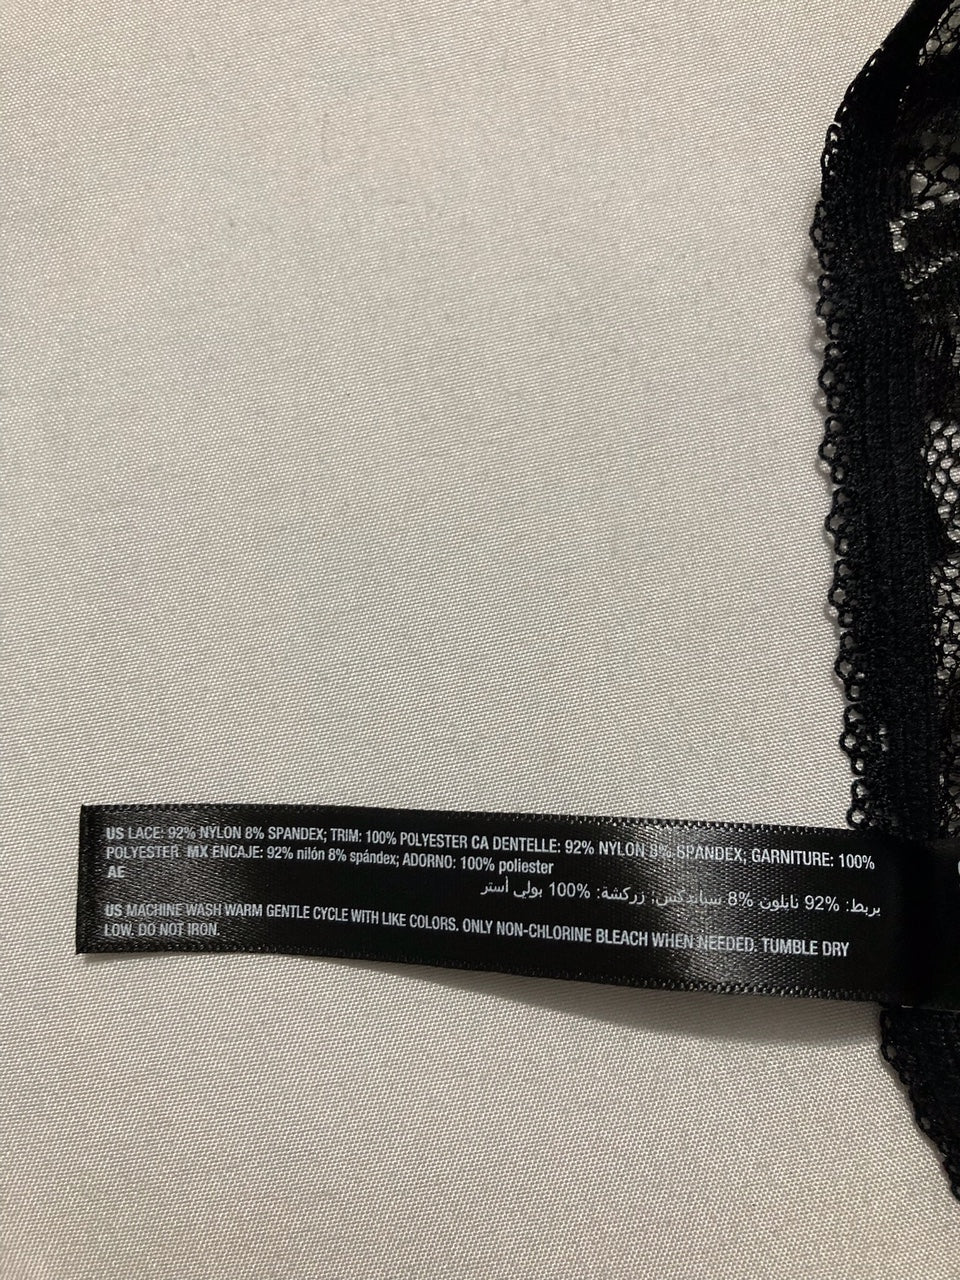 US LACE: 92% NYLON 8% SPANDEX; TRIM: 100% POLYESTER CA DENTELLE: 92% NYLON 8% SPANDEX; GARNITURE: 100%
POLYESTER MX ENCAJE: 92% nilón 8% spándex; ADORNO: 100% poliester
AE
يربط: 92% نايلون 8% سباندكس; زركشة: 100% بولي أستر
US MACHINE WASH WARM GENTLE CYCLE WITH LIKE COLORS. ONLY NON-CHLORINE BLEACH WHEN NEEDED. TUMBLE DRY
LOW. DO NOT IRON.